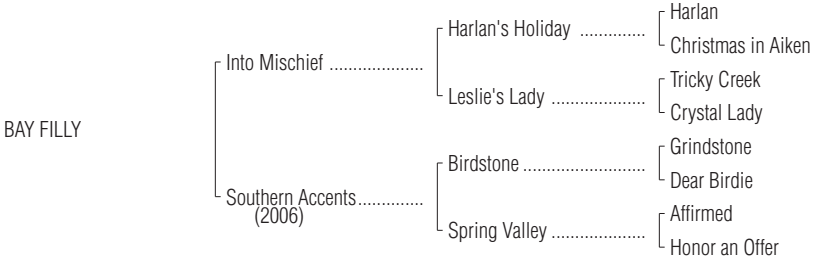 Harlan
Harlan's Holiday ..............
Christmas in Aiken
Into Mischief ....................
Tricky Creek
Leslie's Lady ....................
Crystal Lady
BAY FILLY
Grindstone
Birdstone ..........................
Dear Birdie
Southern Accents..............
(2006)
Affirmed
Spring Valley ....................
Honor an Offer